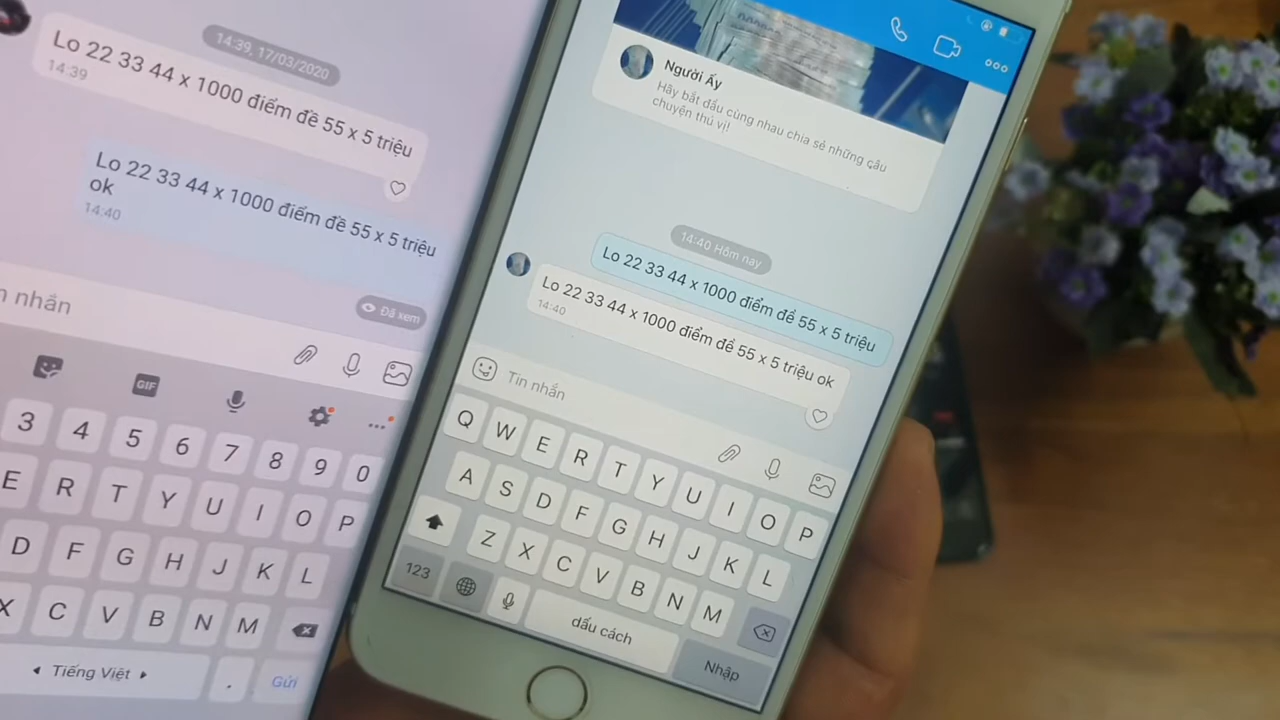 14:39, 17/03/2020
Lo 22 33 44 x 1000 điểm đề 55 x 5 triệu
14:39
Lo 22 33 44 x 1000 điểm đề 55 x 5 triệu
ok
14:40
Đã xem
n nhắn
GIF
3 4 5 6 7 8 9 0
E R T Y U I O P
D F G H J K L
X C V B N M
Tiếng Việt
.
Gửi
Người Ấy
Hãy bắt đầu cùng nhau chia sẻ những câu
chuyện thú vị!
14:40 Hôm nay
Lo 22 33 44 x 1000 điểm đề 55 x 5 triệu
Lo 22 33 44 x 1000 điểm đề 55 x 5 triệu ok
14:40
Tin nhắn
Q W E R T Y U I O P
A S D F G H J K L
Z X C V B N M
123
dấu cách
Nhập